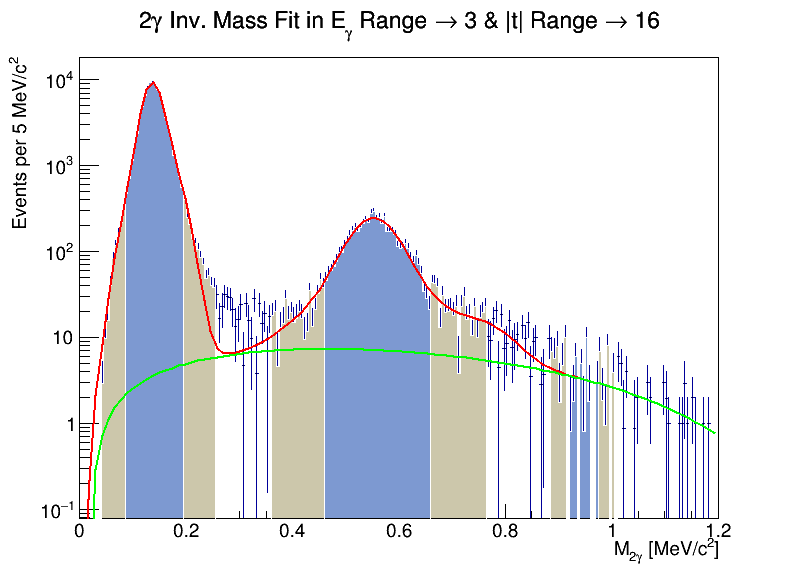 2γ Inv. Mass Fit in E_γ Range → 3 & |t| Range → 16
Events per 5 MeV/c²
10⁴
10³
10²
10
1
10⁻¹
0 0.2 0.4 0.6 0.8 1 1.2
M_2γ [MeV/c²]